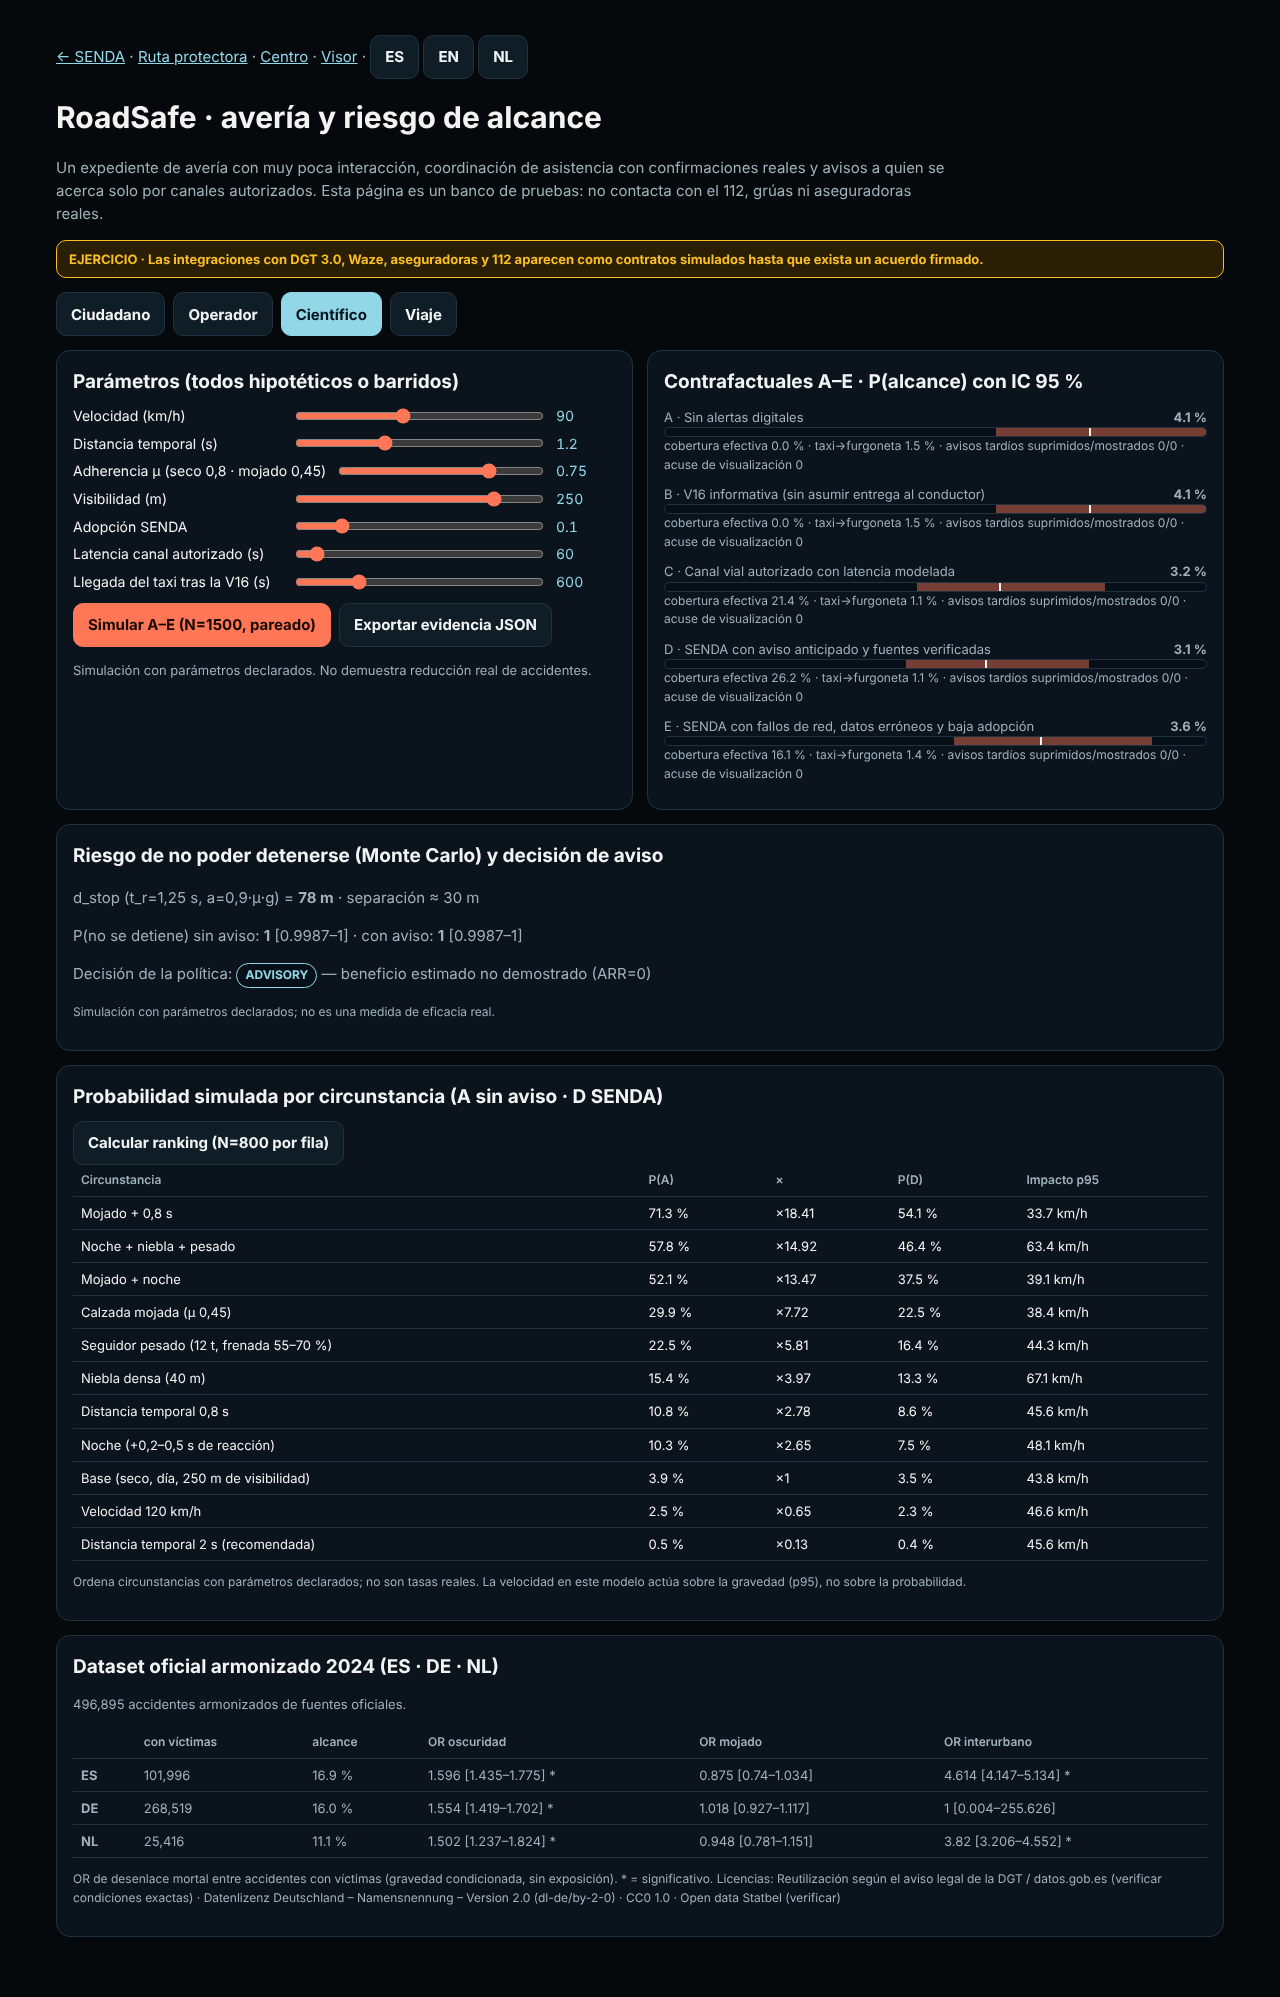 ← SENDA · Ruta protectora · Centro · Visor · ES EN NL
RoadSafe · avería y riesgo de alcance
Un expediente de avería con muy poca interacción, coordinación de asistencia con confirmaciones reales y avisos a quien se
acerca solo por canales autorizados. Esta página es un banco de pruebas: no contacta con el 112, grúas ni aseguradoras
reales.
EJERCICIO · Las integraciones con DGT 3.0, Waze, aseguradoras y 112 aparecen como contratos simulados hasta que exista un acuerdo firmado.
Ciudadano Operador Científico Viaje
Parámetros (todos hipotéticos o barridos)
Velocidad (km/h) 90
Distancia temporal (s) 1.2
Adherencia μ (seco 0,8 · mojado 0,45) 0.75
Visibilidad (m) 250
Adopción SENDA 0.1
Latencia canal autorizado (s) 60
Llegada del taxi tras la V16 (s) 600
Simular A–E (N=1500, pareado) Exportar evidencia JSON
Simulación con parámetros declarados. No demuestra reducción real de accidentes.
Contrafactuales A–E · P(alcance) con IC 95 %
A · Sin alertas digitales 4.1 %
cobertura efectiva 0.0 % · taxi→furgoneta 1.5 % · avisos tardíos suprimidos/mostrados 0/0 ·
acuse de visualización 0
B · V16 informativa (sin asumir entrega al conductor) 4.1 %
cobertura efectiva 0.0 % · taxi→furgoneta 1.5 % · avisos tardíos suprimidos/mostrados 0/0 ·
acuse de visualización 0
C · Canal vial autorizado con latencia modelada 3.2 %
cobertura efectiva 21.4 % · taxi→furgoneta 1.1 % · avisos tardíos suprimidos/mostrados 0/0 ·
acuse de visualización 0
D · SENDA con aviso anticipado y fuentes verificadas 3.1 %
cobertura efectiva 26.2 % · taxi→furgoneta 1.1 % · avisos tardíos suprimidos/mostrados 0/0 ·
acuse de visualización 0
E · SENDA con fallos de red, datos erróneos y baja adopción 3.6 %
cobertura efectiva 16.1 % · taxi→furgoneta 1.4 % · avisos tardíos suprimidos/mostrados 0/0 ·
acuse de visualización 0
Riesgo de no poder detenerse (Monte Carlo) y decisión de aviso
d_stop (t_r=1,25 s, a=0,9·μ·g) = 78 m · separación ≈ 30 m
P(no se detiene) sin aviso: 1 [0.9987–1] · con aviso: 1 [0.9987–1]
Decisión de la política: ADVISORY — beneficio estimado no demostrado (ARR=0)
Simulación con parámetros declarados; no es una medida de eficacia real.
Probabilidad simulada por circunstancia (A sin aviso · D SENDA)
Calcular ranking (N=800 por fila)
Circunstancia P(A) × P(D) Impacto p95
Mojado + 0,8 s 71.3 % ×18.41 54.1 % 33.7 km/h
Noche + niebla + pesado 57.8 % ×14.92 46.4 % 63.4 km/h
Mojado + noche 52.1 % ×13.47 37.5 % 39.1 km/h
Calzada mojada (μ 0,45) 29.9 % ×7.72 22.5 % 38.4 km/h
Seguidor pesado (12 t, frenada 55–70 %) 22.5 % ×5.81 16.4 % 44.3 km/h
Niebla densa (40 m) 15.4 % ×3.97 13.3 % 67.1 km/h
Distancia temporal 0,8 s 10.8 % ×2.78 8.6 % 45.6 km/h
Noche (+0,2–0,5 s de reacción) 10.3 % ×2.65 7.5 % 48.1 km/h
Base (seco, día, 250 m de visibilidad) 3.9 % ×1 3.5 % 43.8 km/h
Velocidad 120 km/h 2.5 % ×0.65 2.3 % 46.6 km/h
Distancia temporal 2 s (recomendada) 0.5 % ×0.13 0.4 % 45.6 km/h
Ordena circunstancias con parámetros declarados; no son tasas reales. La velocidad en este modelo actúa sobre la gravedad (p95), no sobre la probabilidad.
Dataset oficial armonizado 2024 (ES · DE · NL)
496,895 accidentes armonizados de fuentes oficiales.
con víctimas alcance OR oscuridad OR mojado OR interurbano
ES 101,996 16.9 % 1.596 [1.435–1.775] * 0.875 [0.74–1.034] 4.614 [4.147–5.134] *
DE 268,519 16.0 % 1.554 [1.419–1.702] * 1.018 [0.927–1.117] 1 [0.004–255.626]
NL 25,416 11.1 % 1.502 [1.237–1.824] * 0.948 [0.781–1.151] 3.82 [3.206–4.552] *
OR de desenlace mortal entre accidentes con víctimas (gravedad condicionada, sin exposición). * = significativo. Licencias: Reutilización según el aviso legal de la DGT / datos.gob.es (verificar
condiciones exactas) · Datenlizenz Deutschland – Namensnennung – Version 2.0 (dl-de/by-2-0) · CC0 1.0 · Open data Statbel (verificar)